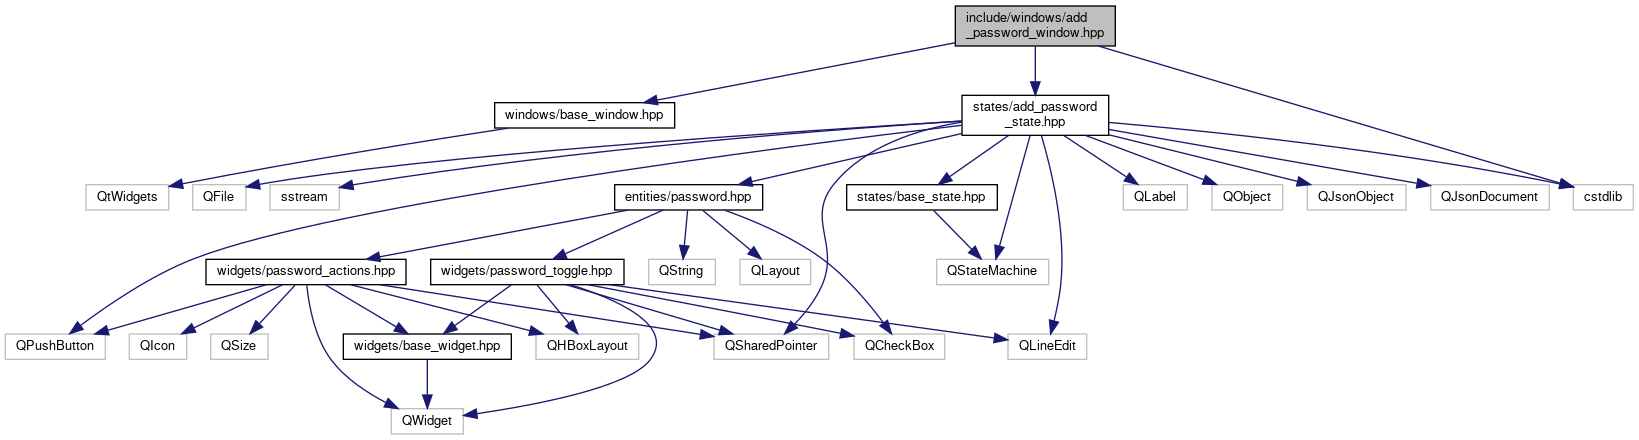 include/windows/add
_password_window.hpp
windows/base_window.hpp
states/add_password
_state.hpp
QtWidgets
QFile
sstream
entities/password.hpp
states/base_state.hpp
QLabel
QObject
QJsonObject
QJsonDocument
cstdlib
widgets/password_actions.hpp
widgets/password_toggle.hpp
QString
QLayout
QStateMachine
QPushButton
QIcon
QSize
widgets/base_widget.hpp
QHBoxLayout
QSharedPointer
QCheckBox
QLineEdit
QWidget